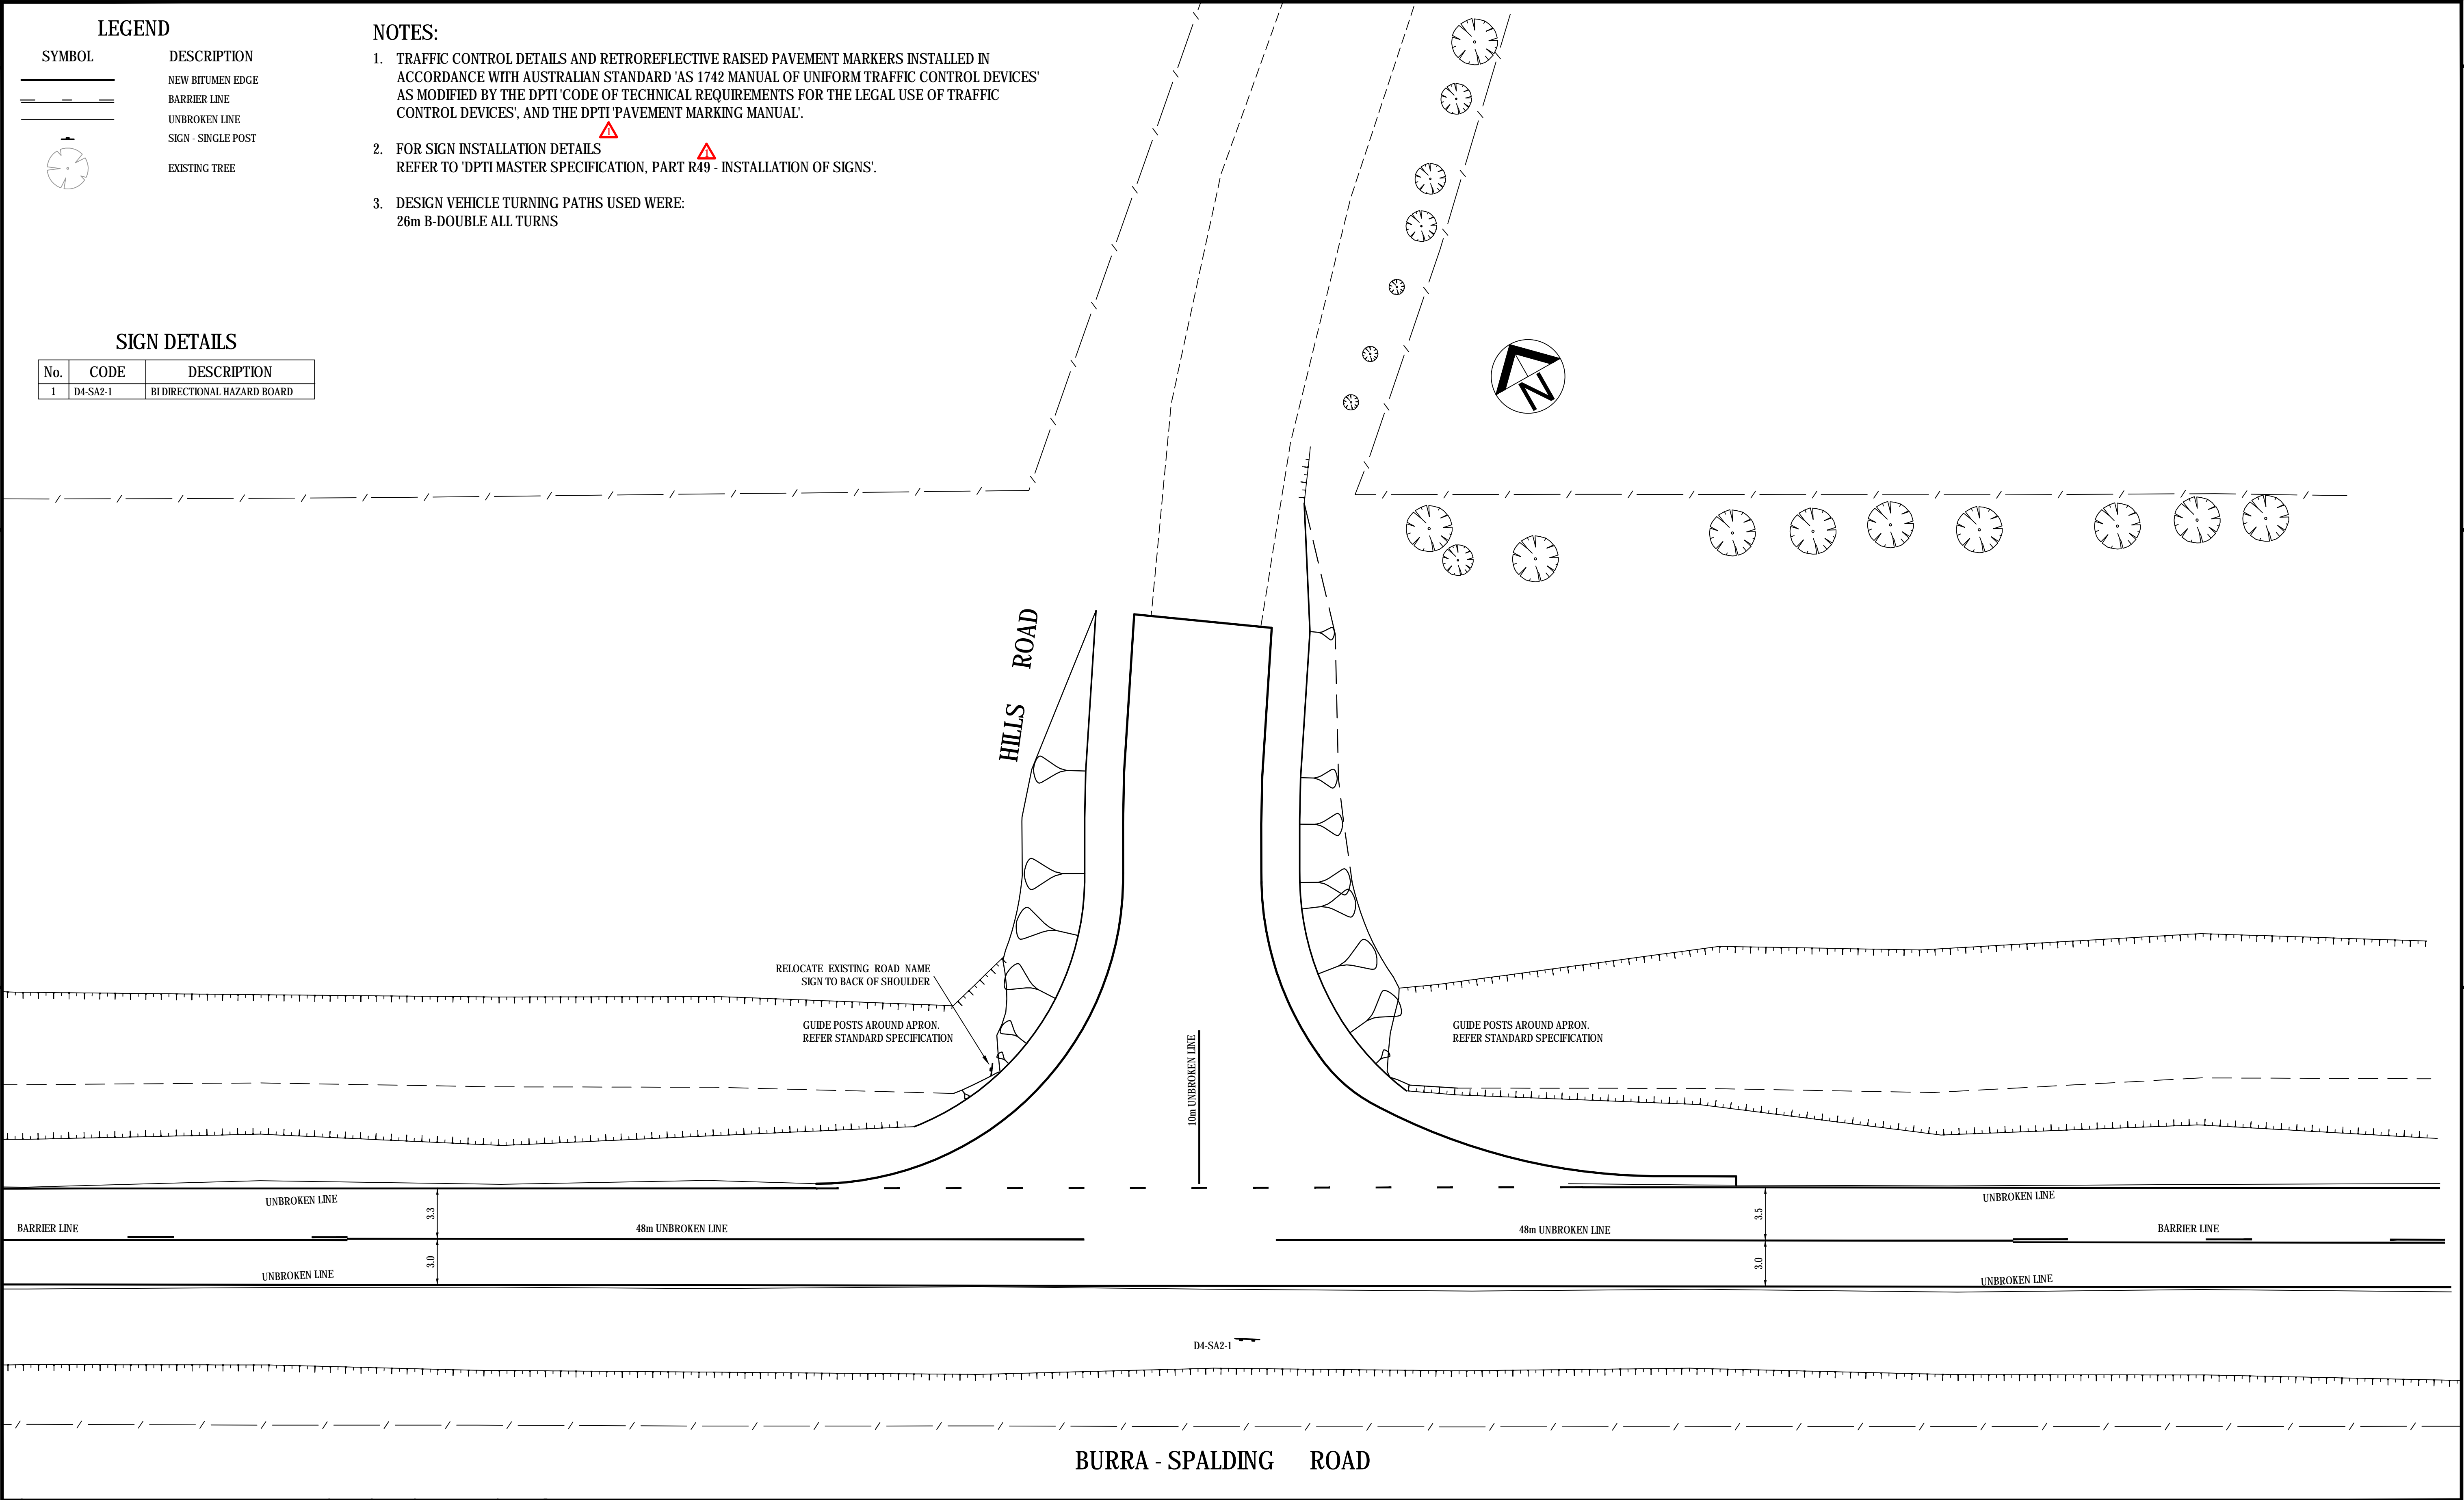 LEGEND
SYMBOL DESCRIPTION
NEW BITUMEN EDGE
BARRIER LINE
UNBROKEN LINE
SIGN - SINGLE POST
EXISTING TREE
NOTES:
1. TRAFFIC CONTROL DETAILS AND RETROREFLECTIVE RAISED PAVEMENT MARKERS INSTALLED IN
ACCORDANCE WITH AUSTRALIAN STANDARD 'AS 1742 MANUAL OF UNIFORM TRAFFIC CONTROL DEVICES'
AS MODIFIED BY THE DPTI 'CODE OF TECHNICAL REQUIREMENTS FOR THE LEGAL USE OF TRAFFIC
CONTROL DEVICES', AND THE DPTI 'PAVEMENT MARKING MANUAL'.
2. FOR SIGN INSTALLATION DETAILS
REFER TO 'DPTI MASTER SPECIFICATION, PART R49 - INSTALLATION OF SIGNS'.
3. DESIGN VEHICLE TURNING PATHS USED WERE:
26m B-DOUBLE ALL TURNS
SIGN DETAILS
No. CODE DESCRIPTION
1 D4-SA2-1 BI DIRECTIONAL HAZARD BOARD
N
HILLS ROAD
RELOCATE EXISTING ROAD NAME
SIGN TO BACK OF SHOULDER
GUIDE POSTS AROUND APRON.
REFER STANDARD SPECIFICATION
GUIDE POSTS AROUND APRON.
REFER STANDARD SPECIFICATION
10m UNBROKEN LINE
UNBROKEN LINE
3.3
3.5
UNBROKEN LINE
BARRIER LINE
48m UNBROKEN LINE
48m UNBROKEN LINE
BARRIER LINE
UNBROKEN LINE
3.0
3.0
UNBROKEN LINE
D4-SA2-1
BURRA - SPALDING ROAD